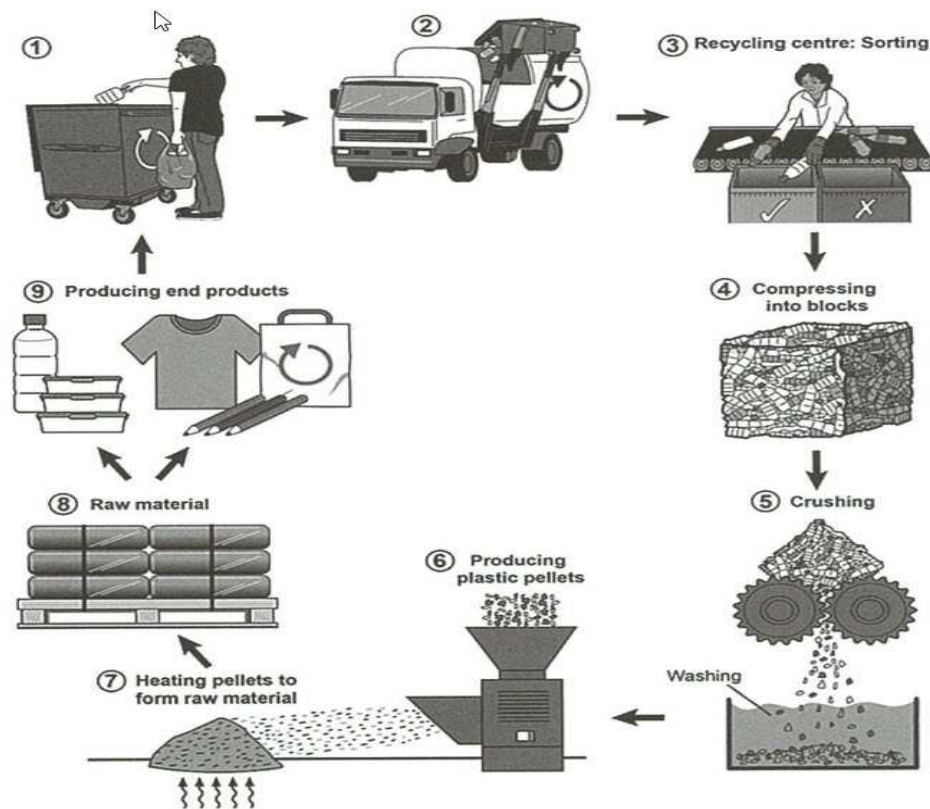 ①
②
③ Recycling centre: Sorting
④ Compressing
into blocks
⑤ Crushing
Washing
⑥ Producing
plastic pellets
⑦ Heating pellets to
form raw material
⑧ Raw material
⑨ Producing end products